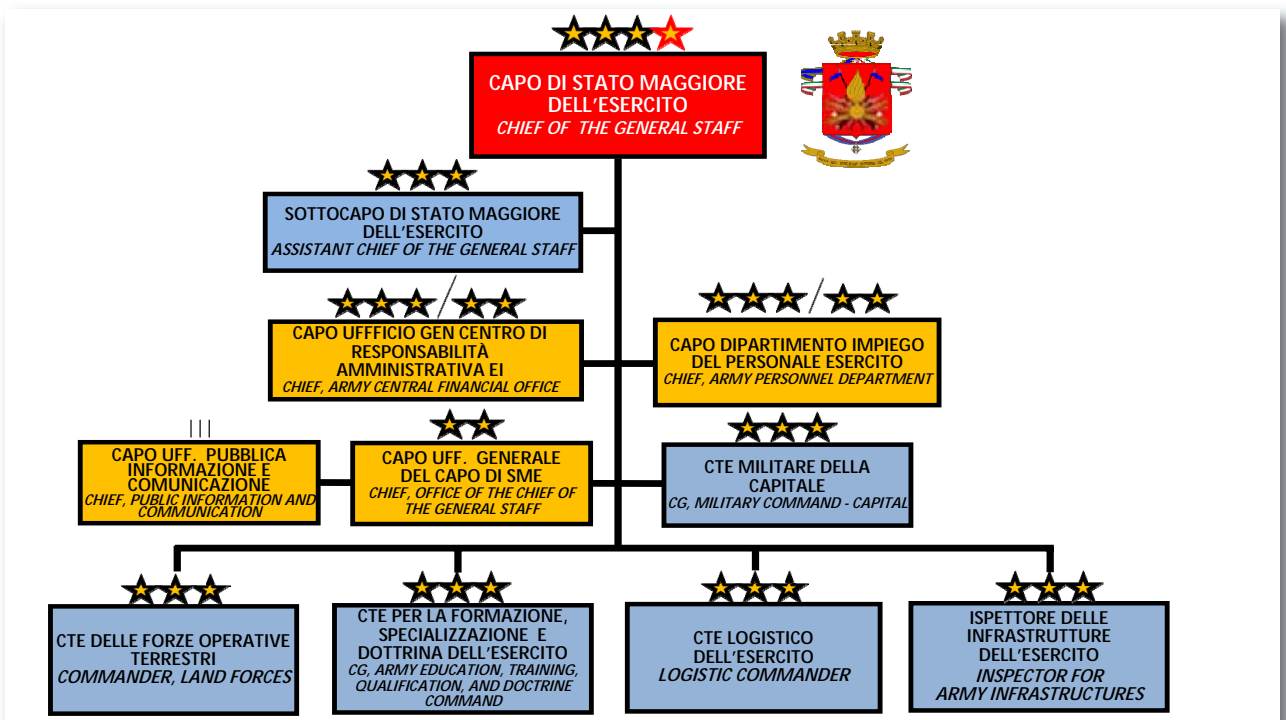 CAPO DI STATO MAGGIORE
DELL'ESERCITO
CHIEF OF THE GENERAL STAFF
SOTTOCAPO DI STATO MAGGIORE
DELL'ESERCITO
ASSISTANT CHIEF OF THE GENERAL STAFF
/
CAPO UFFFICIO GEN CENTRO DI
RESPONSABILITÀ
AMMINISTRATIVA EI
CHIEF, ARMY CENTRAL FINANCIAL OFFICE
/
CAPO DIPARTIMENTO IMPIEGO
DEL PERSONALE ESERCITO
CHIEF, ARMY PERSONNEL DEPARTMENT
|||
CAPO UFF. PUBBLICA
INFORMAZIONE E
COMUNICAZIONE
CHIEF, PUBLIC INFORMATION AND
COMMUNICATION
CAPO UFF. GENERALE
DEL CAPO DI SME
CHIEF, OFFICE OF THE CHIEF OF
THE GENERAL STAFF
CTE MILITARE DELLA
CAPITALE
CG, MILITARY COMMAND - CAPITAL
CTE DELLE FORZE OPERATIVE
TERRESTRI
COMMANDER, LAND FORCES
CTE PER LA FORMAZIONE,
SPECIALIZZAZIONE E
DOTTRINA DELL'ESERCITO
CG, ARMY EDUCATION, TRAINING,
QUALIFICATION, AND DOCTRINE
COMMAND
CTE LOGISTICO
DELL'ESERCITO
LOGISTIC COMMANDER
ISPETTORE DELLE
INFRASTRUTTURE
DELL'ESERCITO
INSPECTOR FOR
ARMY INFRASTRUCTURES